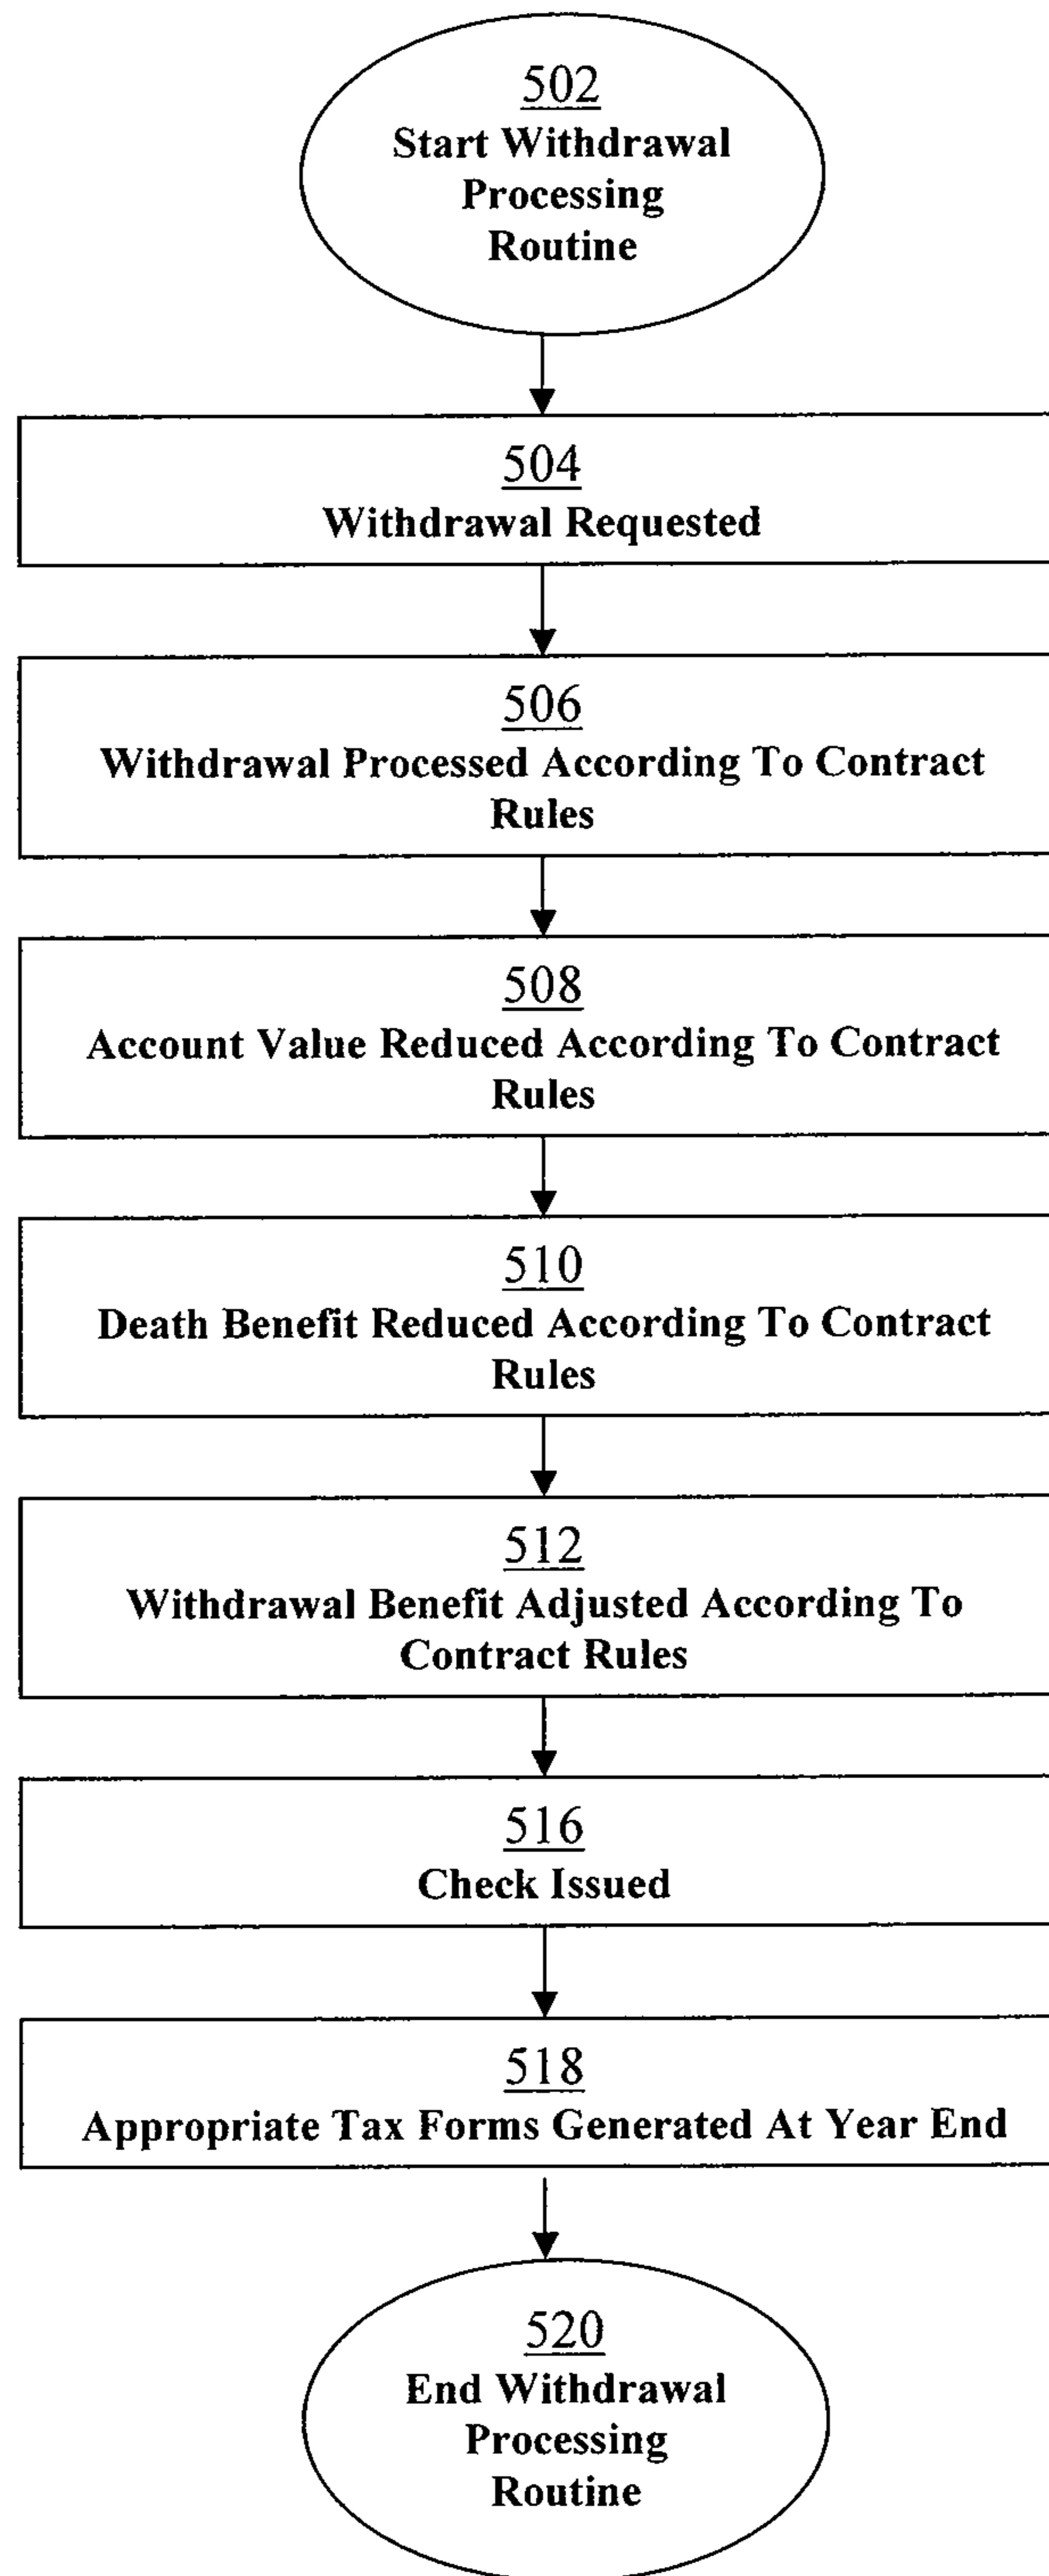 502
Start Withdrawal
Processing
Routine
504
Withdrawal Requested
506
Withdrawal Processed According To Contract
Rules
508
Account Value Reduced According To Contract
Rules
510
Death Benefit Reduced According To Contract
Rules
512
Withdrawal Benefit Adjusted According To
Contract Rules
516
Check Issued
518
Appropriate Tax Forms Generated At Year End
520
End Withdrawal
Processing
Routine